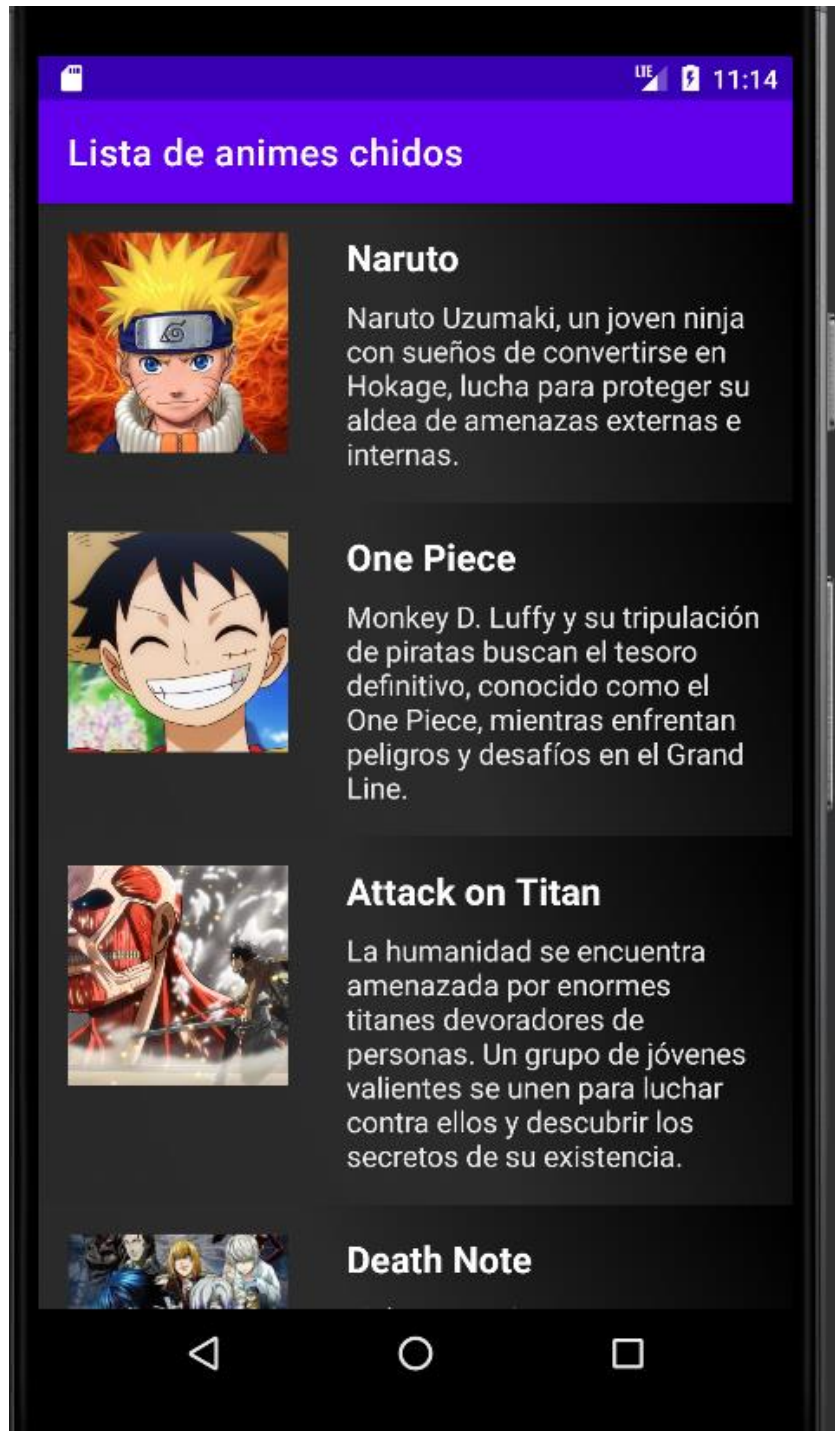 LTE 11:14
Lista de animes chidos
Naruto
Naruto Uzumaki, un joven ninja
con sueños de convertirse en
Hokage, lucha para proteger su
aldea de amenazas externas e
internas.
One Piece
Monkey D. Luffy y su tripulación
de piratas buscan el tesoro
definitivo, conocido como el
One Piece, mientras enfrentan
peligros y desafíos en el Grand
Line.
Attack on Titan
La humanidad se encuentra
amenazada por enormes
titanes devoradores de
personas. Un grupo de jóvenes
valientes se unen para luchar
contra ellos y descubrir los
secretos de su existencia.
Death Note